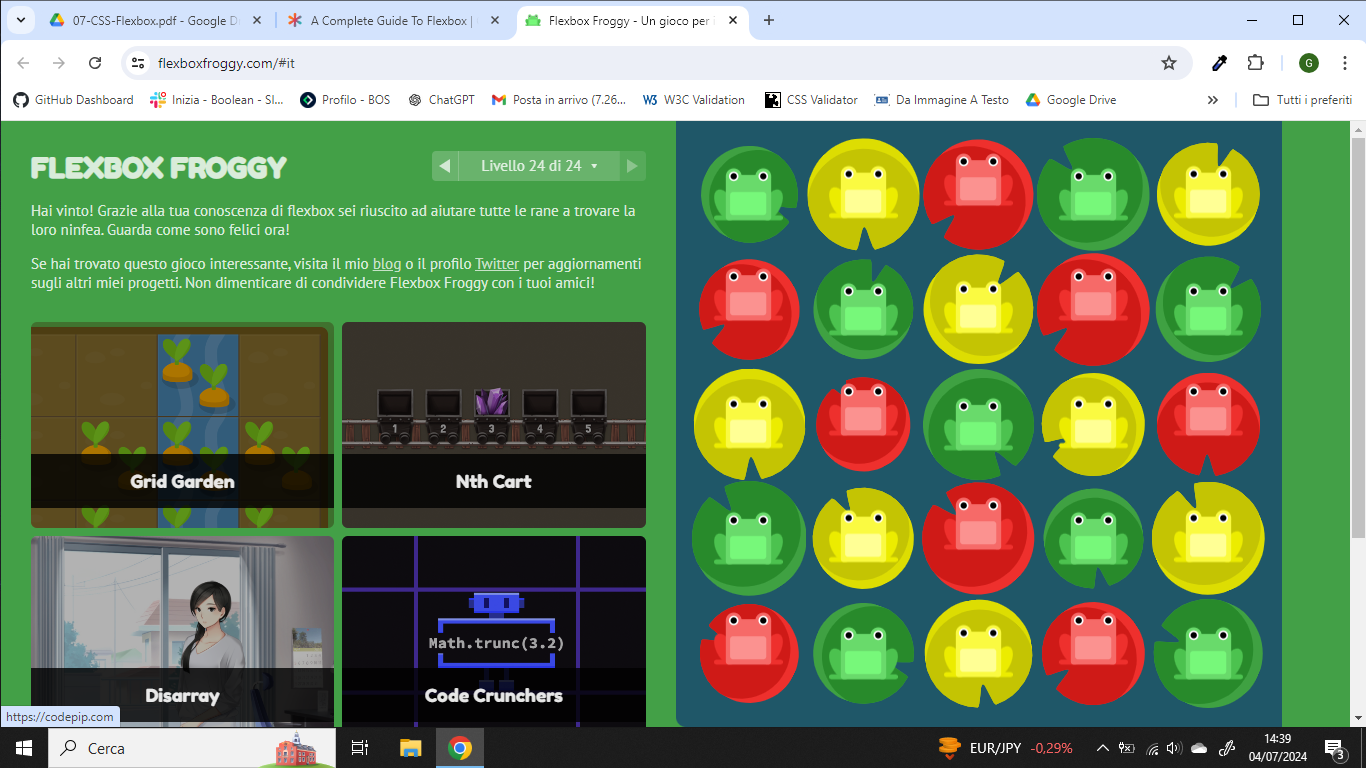 07-CSS-Flexbox.pdf - Google D
A Complete Guide To Flexbox |
Flexbox Froggy - Un gioco per i
flexboxfroggy.com/#it
G
GitHub Dashboard
Inizia - Boolean - Sl...
Profilo - BOS
ChatGPT
Posta in arrivo (7.26...
W3C Validation
CSS Validator
Da Immagine A Testo
Google Drive
Tutti i preferiti
FLEXBOX FROGGY
Livello 24 di 24
Hai vinto! Grazie alla tua conoscenza di flexbox sei riuscito ad aiutare tutte le rane a trovare la
loro ninfea. Guarda come sono felici ora!
Se hai trovato questo gioco interessante, visita il mio blog o il profilo Twitter per aggiornamenti
sugli altri miei progetti. Non dimenticare di condividere Flexbox Froggy con i tuoi amici!
1 2 3 4 5
Grid Garden
Nth Cart
Math.trunc(3.2)
Disarray
Code Crunchers
https://codepip.com
Cerca
EUR/JPY -0,29%
14:39
04/07/2024
3